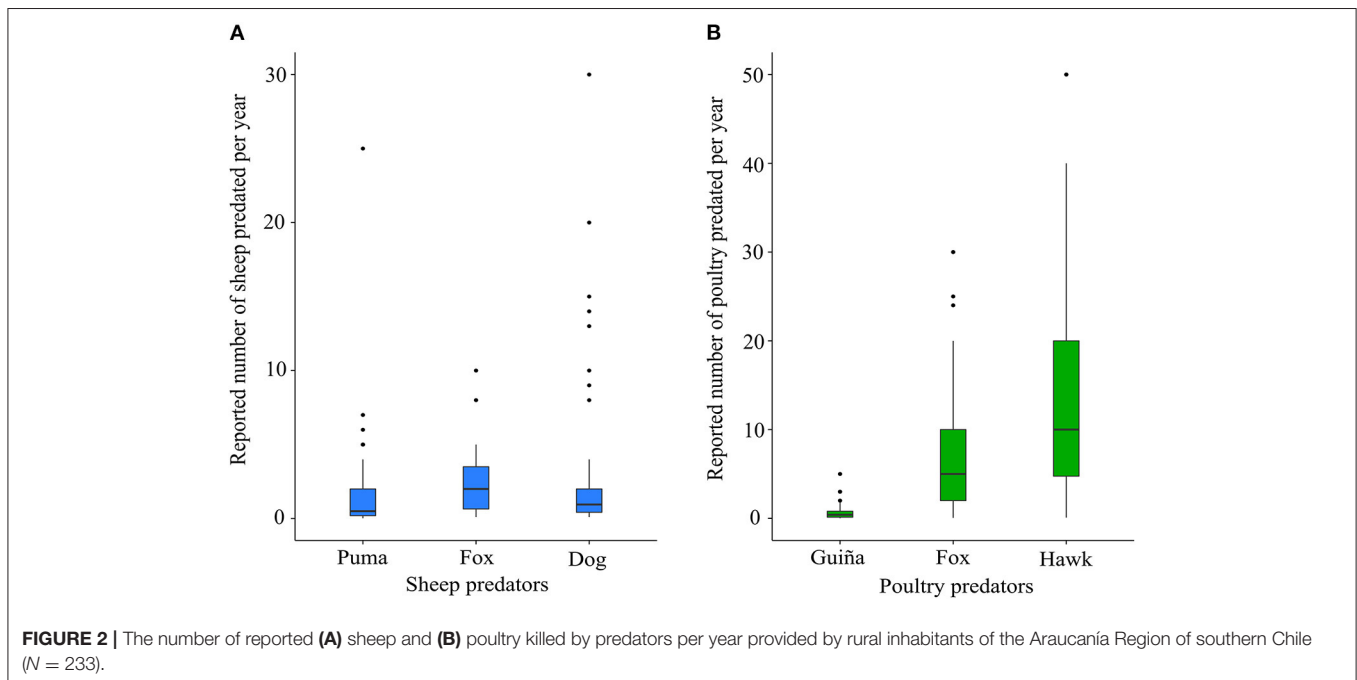 A
Reported number of sheep predated per year
30
20
10
0
Puma Fox Dog
Sheep predators
B
Reported number of poultry predated per year
50
40
30
20
10
0
Guiña Fox Hawk
Poultry predators
FIGURE 2 | The number of reported (A) sheep and (B) poultry killed by predators per year provided by rural inhabitants of the Araucanía Region of southern Chile
(N = 233).